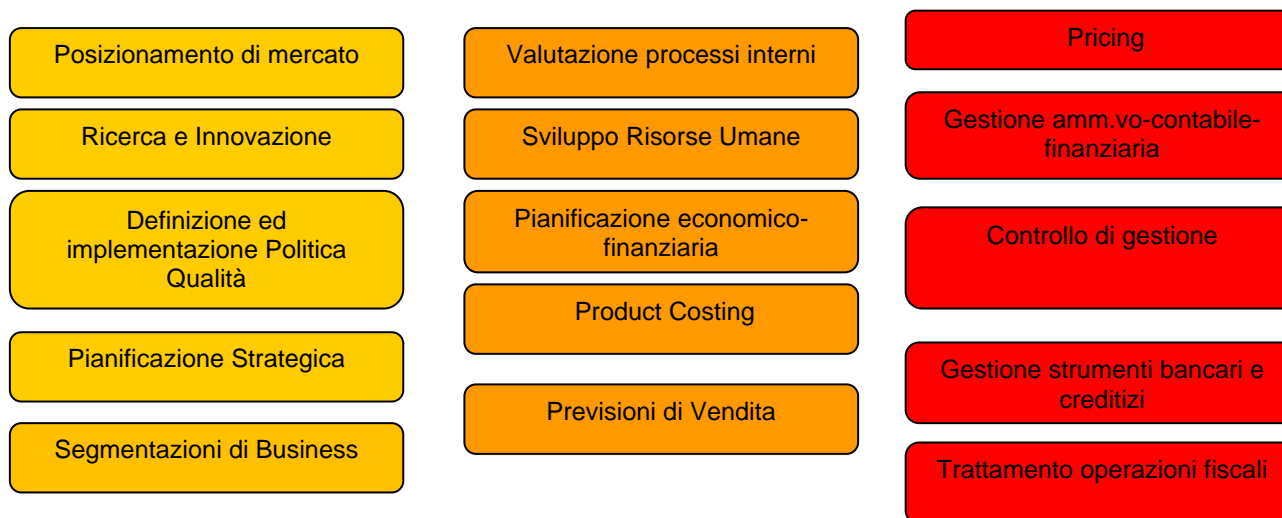 Posizionamento di mercato
Ricerca e Innovazione
Definizione ed
implementazione Politica
Qualità
Pianificazione Strategica
Segmentazioni di Business
Valutazione processi interni
Sviluppo Risorse Umane
Pianificazione economico-
finanziaria
Product Costing
Previsioni di Vendita
Pricing
Gestione amm.vo-contabile-
finanziaria
Controllo di gestione
Gestione strumenti bancari e
creditizi
Trattamento operazioni fiscali